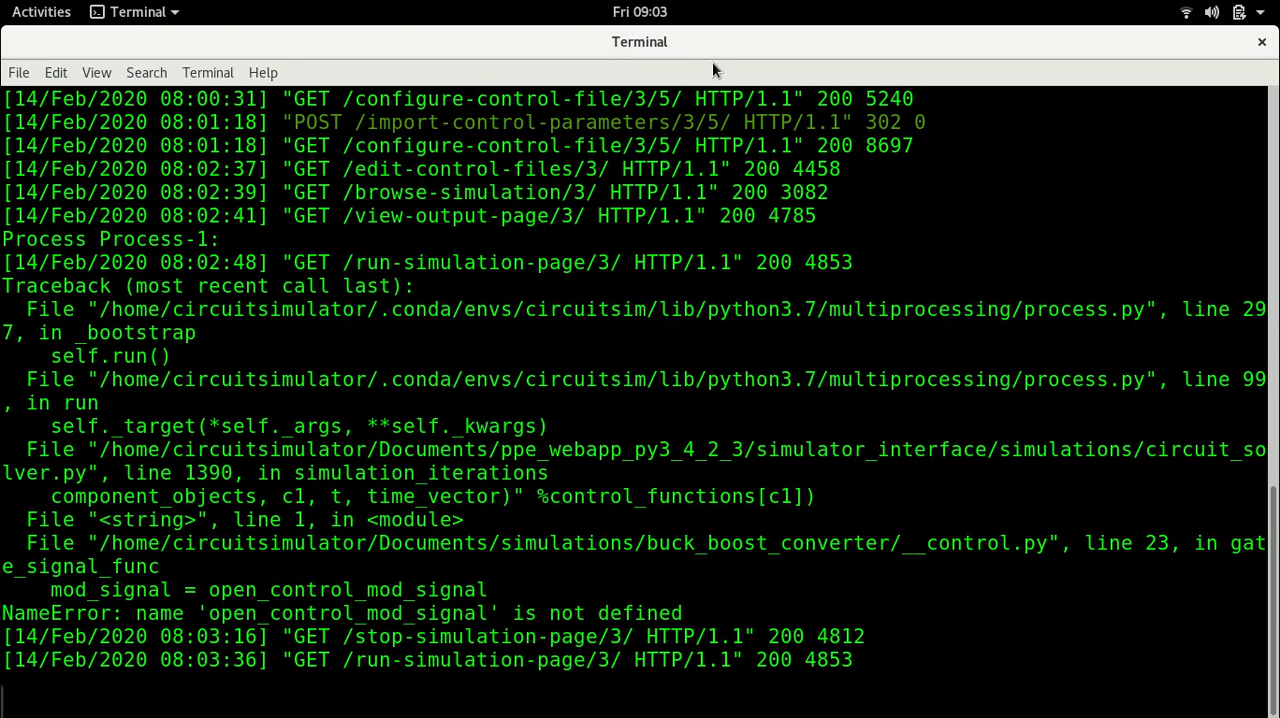 Activities Terminal Fri 09:03
Terminal ×
File Edit View Search Terminal Help
[14/Feb/2020 08:00:31] "GET /configure-control-file/3/5/ HTTP/1.1" 200 5240
[14/Feb/2020 08:01:18] "POST /import-control-parameters/3/5/ HTTP/1.1" 302 0
[14/Feb/2020 08:01:18] "GET /configure-control-file/3/5/ HTTP/1.1" 200 8697
[14/Feb/2020 08:02:37] "GET /edit-control-files/3/ HTTP/1.1" 200 4458
[14/Feb/2020 08:02:39] "GET /browse-simulation/3/ HTTP/1.1" 200 3082
[14/Feb/2020 08:02:41] "GET /view-output-page/3/ HTTP/1.1" 200 4785
Process Process-1:
[14/Feb/2020 08:02:48] "GET /run-simulation-page/3/ HTTP/1.1" 200 4853
Traceback (most recent call last):
  File "/home/circuitsimulator/.conda/envs/circuitsim/lib/python3.7/multiprocessing/process.py", line 29
7, in _bootstrap
    self.run()
  File "/home/circuitsimulator/.conda/envs/circuitsim/lib/python3.7/multiprocessing/process.py", line 99
, in run
    self._target(*self._args, **self._kwargs)
  File "/home/circuitsimulator/Documents/ppe_webapp_py3_4_2_3/simulator_interface/simulations/circuit_so
lver.py", line 1390, in simulation_iterations
    component_objects, c1, t, time_vector)" %control_functions[c1])
  File "<string>", line 1, in <module>
  File "/home/circuitsimulator/Documents/simulations/buck_boost_converter/__control.py", line 23, in gat
e_signal_func
    mod_signal = open_control_mod_signal
NameError: name 'open_control_mod_signal' is not defined
[14/Feb/2020 08:03:16] "GET /stop-simulation-page/3/ HTTP/1.1" 200 4812
[14/Feb/2020 08:03:36] "GET /run-simulation-page/3/ HTTP/1.1" 200 4853